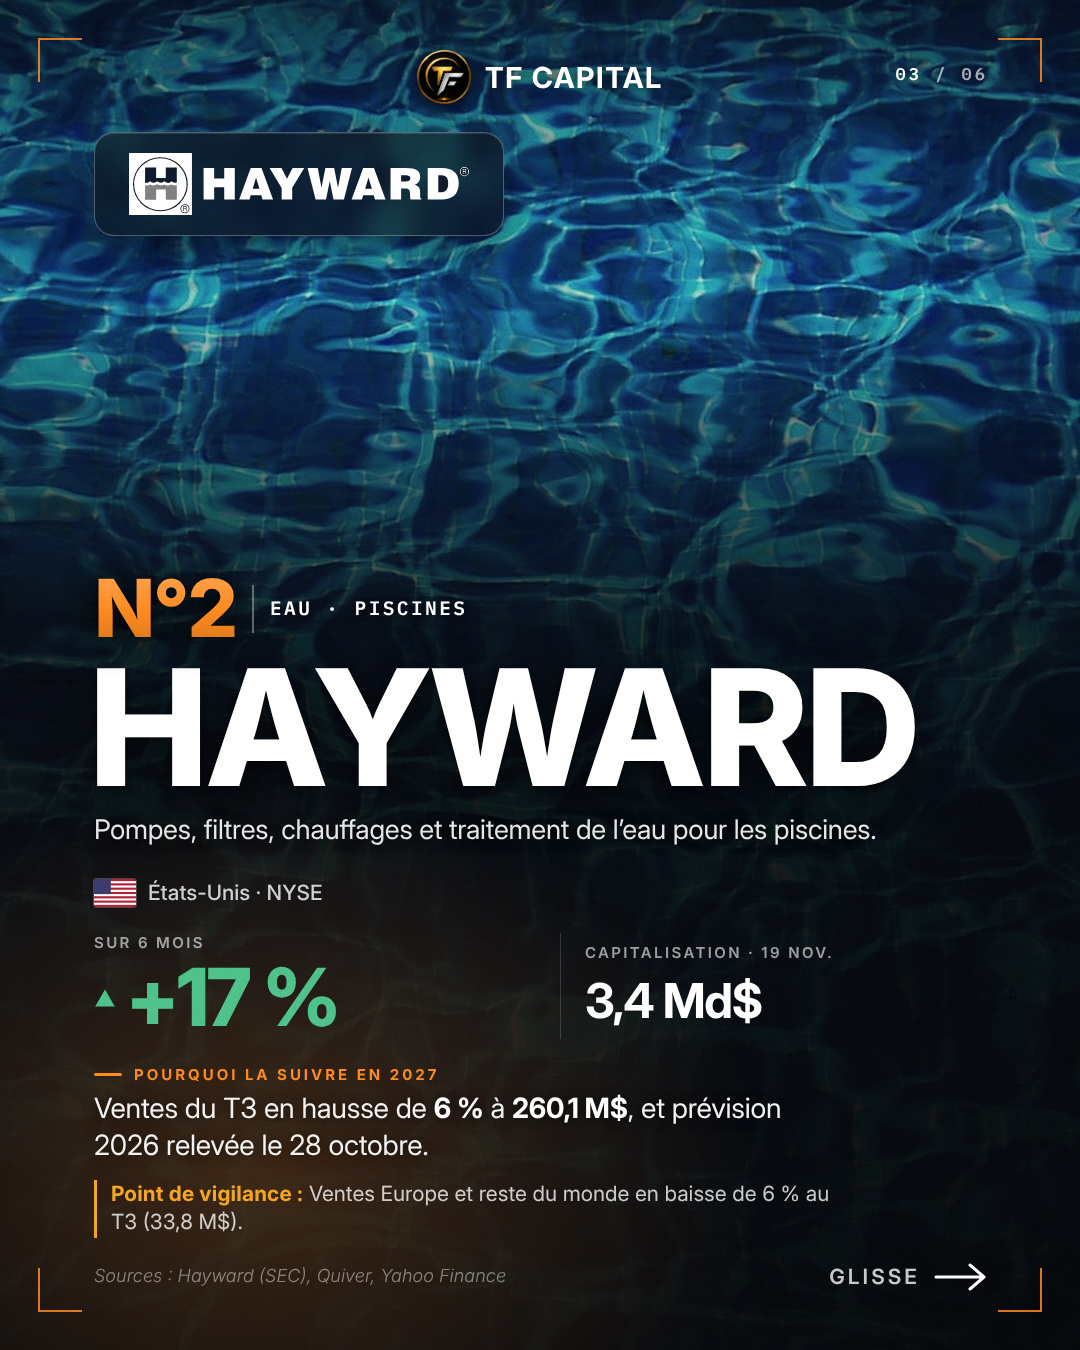 TF CAPITAL
03 / 06
HAYWARD®
N°2
EAU · PISCINES
HAYWARD
Pompes, filtres, chauffages et traitement de l’eau pour les piscines.
États-Unis · NYSE
SUR 6 MOIS
+17 %
CAPITALISATION · 19 NOV.
3,4 Md$
POURQUOI LA SUIVRE EN 2027
Ventes du T3 en hausse de 6 % à 260,1 M$, et prévision
2026 relevée le 28 octobre.
Point de vigilance : Ventes Europe et reste du monde en baisse de 6 % au
T3 (33,8 M$).
Sources : Hayward (SEC), Quiver, Yahoo Finance
GLISSE